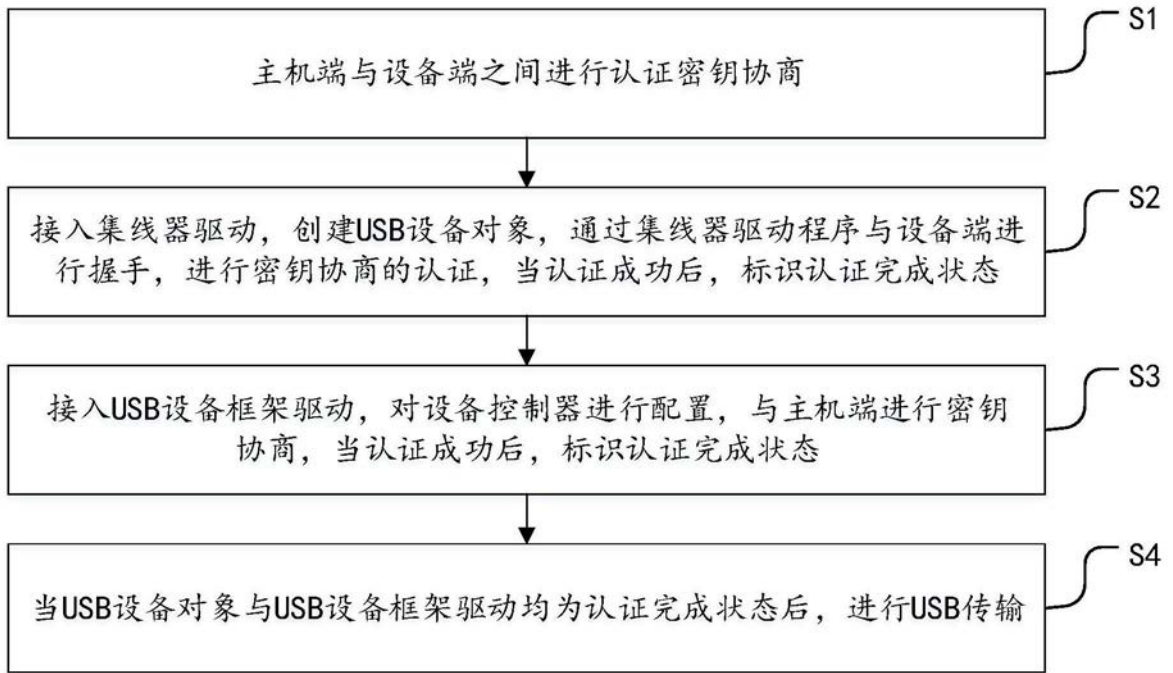 S1
主机端与设备端之间进行认证密钥协商
S2
接入集线器驱动，创建USB设备对象，通过集线器驱动程序与设备端进
行握手，进行密钥协商的认证，当认证成功后，标识认证完成状态
S3
接入USB设备框架驱动，对设备控制器进行配置，与主机端进行密钥
协商，当认证成功后，标识认证完成状态
S4
当USB设备对象与USB设备框架驱动均为认证完成状态后，进行USB传输